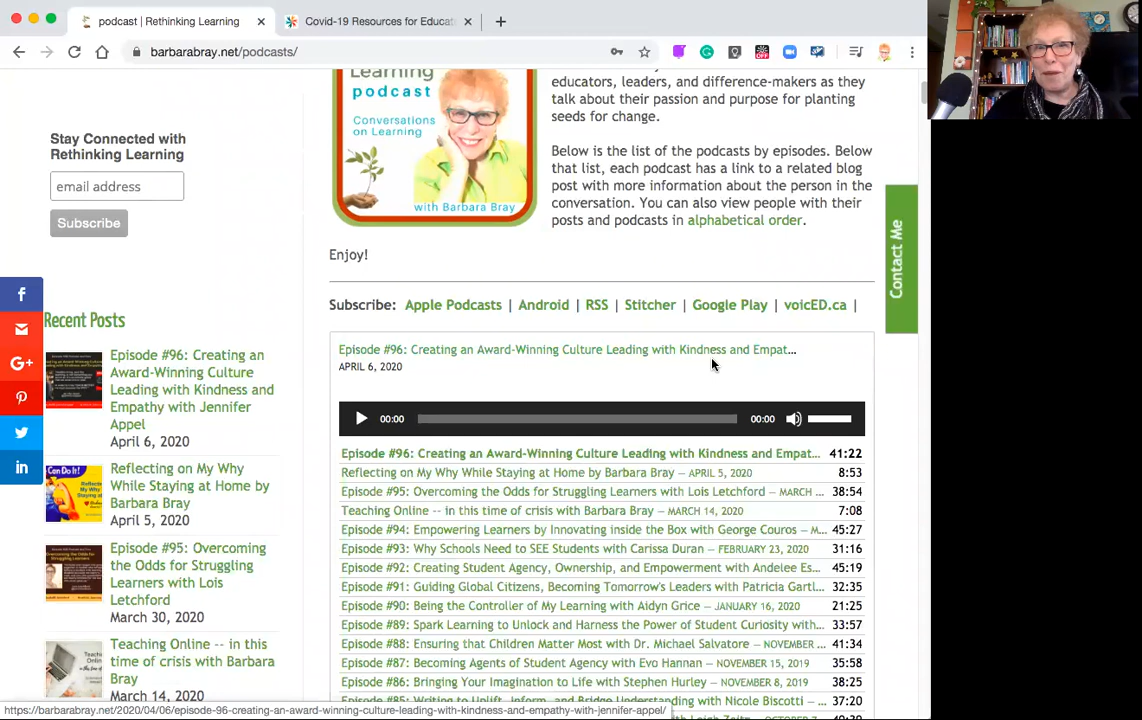 podcast | Rethinking Learning
Covid-19 Resources for Educat
barbarabray.net/podcasts/
OFF
Stay Connected with
Rethinking Learning
email address
Subscribe
Recent Posts
Episode #96: Creating an
Award-Winning Culture
Leading with Kindness and
Empathy with Jennifer
Appel
April 6, 2020
Reflecting on My Why
While Staying at Home by
Barbara Bray
April 5, 2020
Episode #95: Overcoming
the Odds for Struggling
Learners with Lois
Letchford
March 30, 2020
Teaching Online -- in this
time of crisis with Barbara
Bray
March 14, 2020
Learning
podcast
Conversations
on Learning
with Barbara Bray
educators, leaders, and difference-makers as they
talk about their passion and purpose for planting
seeds for change.
Below is the list of the podcasts by episodes. Below
that list, each podcast has a link to a related blog
post with more information about the person in the
conversation. You can also view people with their
posts and podcasts in alphabetical order.
Enjoy!
Subscribe: Apple Podcasts | Android | RSS | Stitcher | Google Play | voicED.ca |
Episode #96: Creating an Award-Winning Culture Leading with Kindness and Empat...
APRIL 6, 2020
00:00 00:00
Episode #96: Creating an Award-Winning Culture Leading with Kindness and Empat... 41:22
Reflecting on My Why While Staying at Home by Barbara Bray — APRIL 5, 2020 8:53
Episode #95: Overcoming the Odds for Struggling Learners with Lois Letchford — MARCH ... 38:54
Teaching Online -- in this time of crisis with Barbara Bray — MARCH 14, 2020 7:08
Episode #94: Empowering Learners by Innovating inside the Box with George Couros — M... 45:27
Episode #93: Why Schools Need to SEE Students with Carissa Duran — FEBRUARY 23, 2020 31:16
Episode #92: Creating Student Agency, Ownership, and Empowerment with Andelee Es... 45:19
Episode #91: Guiding Global Citizens, Becoming Tomorrow's Leaders with Patricia Gartl... 32:35
Episode #90: Being the Controller of My Learning with Aidyn Grice — JANUARY 16, 2020 21:25
Episode #89: Spark Learning to Unlock and Harness the Power of Student Curiosity with... 33:57
Episode #88: Ensuring that Children Matter Most with Dr. Michael Salvatore — NOVEMBER ... 41:34
Episode #87: Becoming Agents of Student Agency with Evo Hannan — NOVEMBER 15, 2019 35:58
Episode #86: Bringing Your Imagination to Life with Stephen Hurley — NOVEMBER 8, 2019 38:25
Episode #85: Writing to Uplift, Inform, and Bridge Understanding with Nicole Biscotti — ... 37:20
Contact Me
https://barbarabray.net/2020/04/06/episode-96-creating-an-award-winning-culture-leading-with-kindness-and-empathy-with-jennifer-appel/